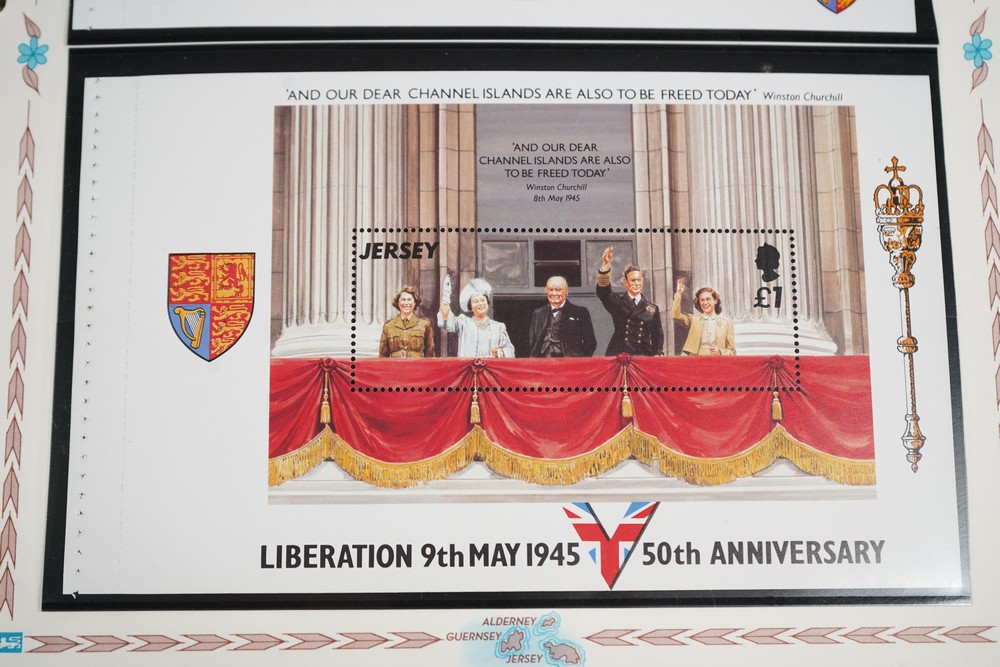 'AND OUR DEAR CHANNEL ISLANDS ARE ALSO TO BE FREED TODAY' Winston Churchill
'AND OUR DEAR
CHANNEL ISLANDS ARE ALSO
TO BE FREED TODAY'
Winston Churchill
8th May 1945
JERSEY
£1
LIBERATION 9th MAY 1945 50th ANNIVERSARY
ALDERNEY
GUERNSEY
JERSEY